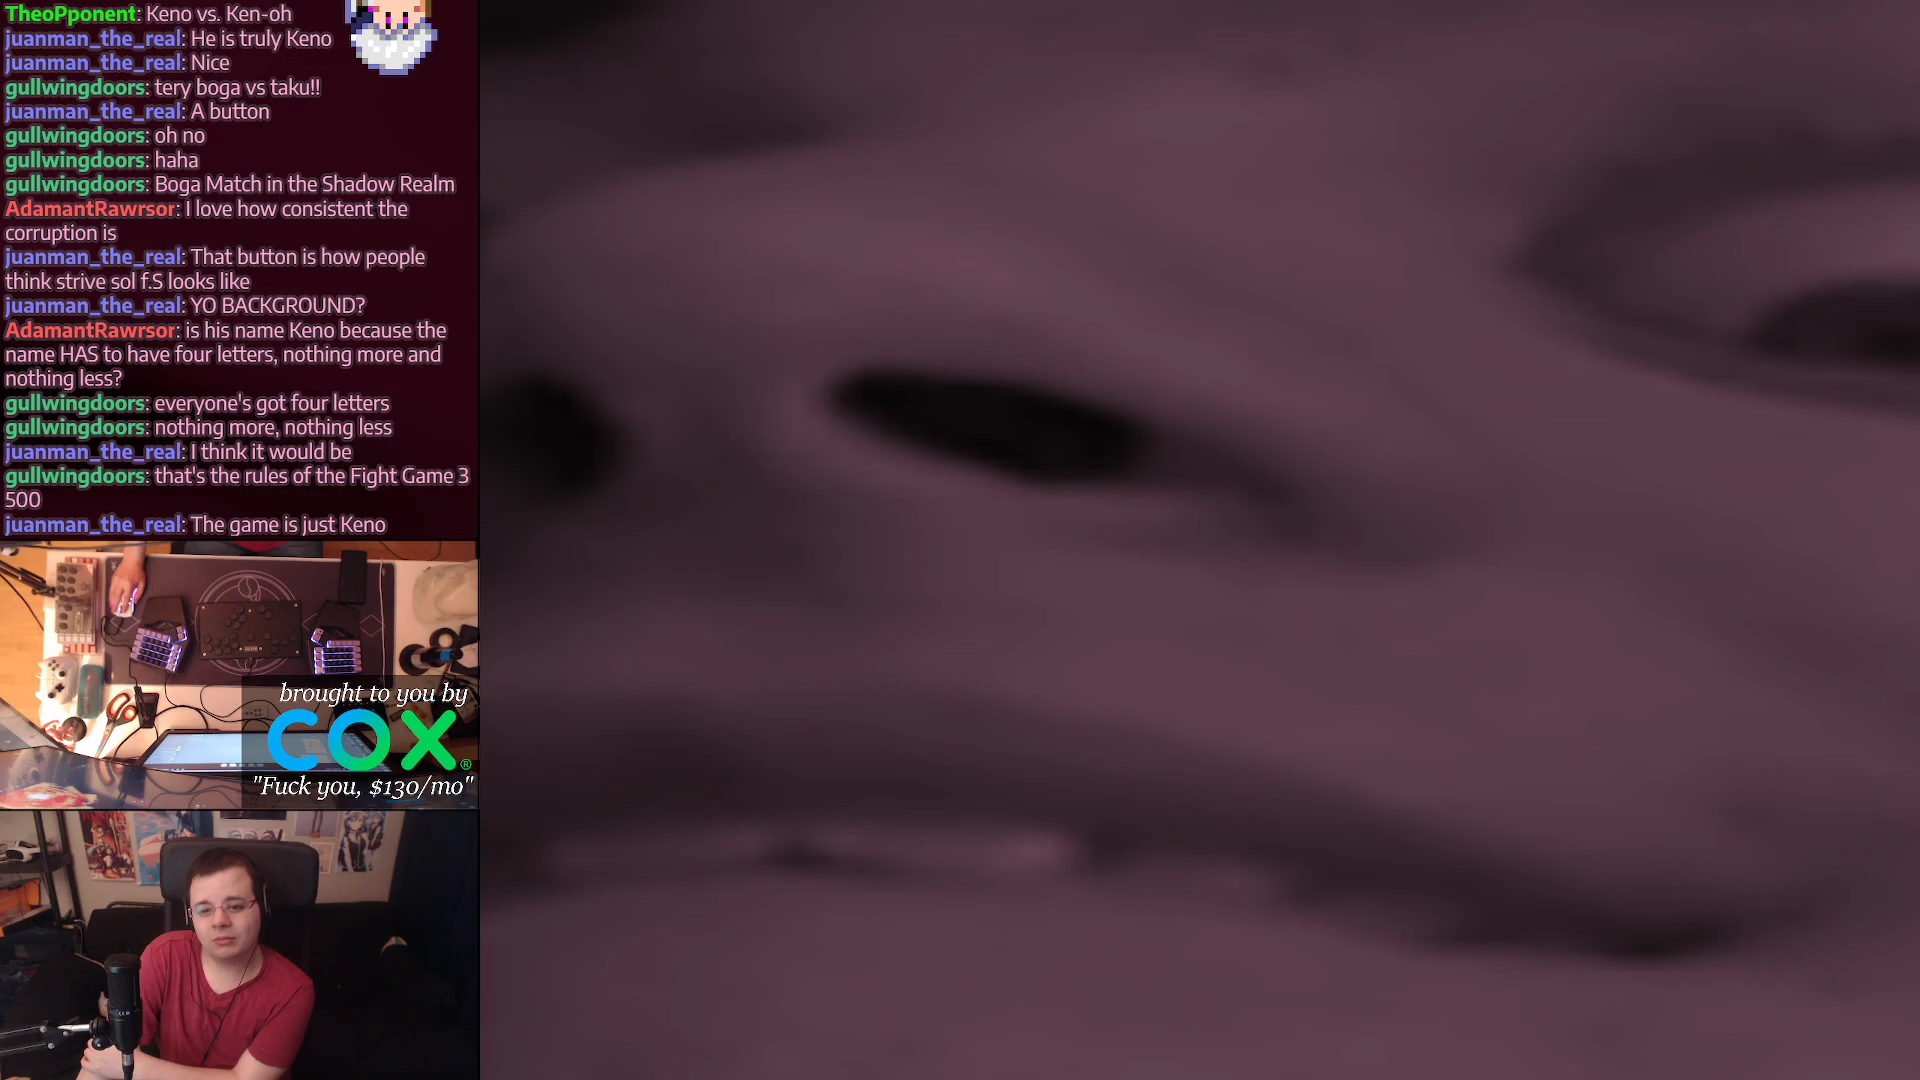 TheoPponent: Keno vs. Ken-oh
juanman_the_real: He is truly Keno
juanman_the_real: Nice
gullwingdoors: tery boga vs taku!!
juanman_the_real: A button
gullwingdoors: oh no
gullwingdoors: haha
gullwingdoors: Boga Match in the Shadow Realm
AdamantRawrsor: I love how consistent the
corruption is
juanman_the_real: That button is how people
think strive sol f.S looks like
juanman_the_real: YO BACKGROUND?
AdamantRawrsor: is his name Keno because the
name HAS to have four letters, nothing more and
nothing less?
gullwingdoors: everyone's got four letters
gullwingdoors: nothing more, nothing less
juanman_the_real: I think it would be
gullwingdoors: that's the rules of the Fight Game 3
500
juanman_the_real: The game is just Keno
brought to you by
COX®
"Fuck you, $130/mo"